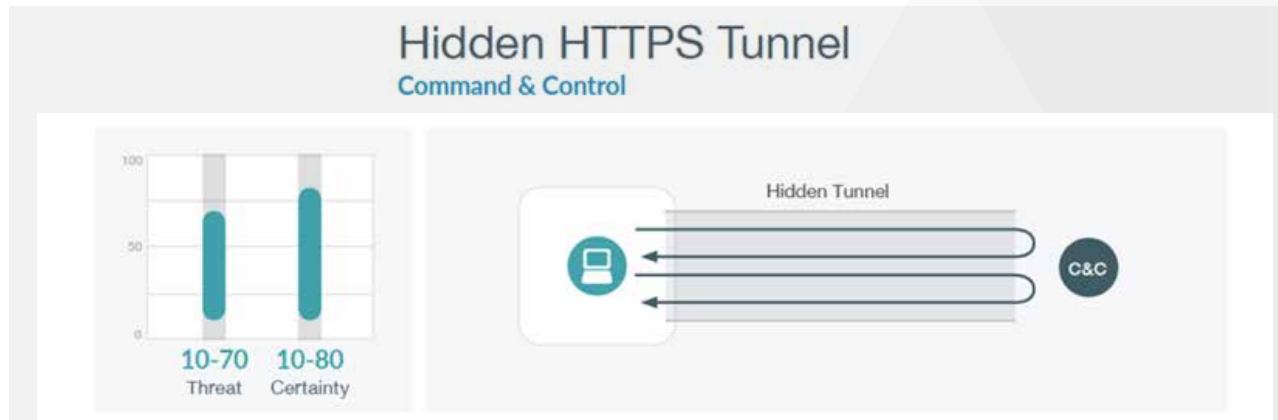 Hidden HTTPS Tunnel
Command & Control
100
50
0
10-70
Threat
10-80
Certainty
Hidden Tunnel
C&C